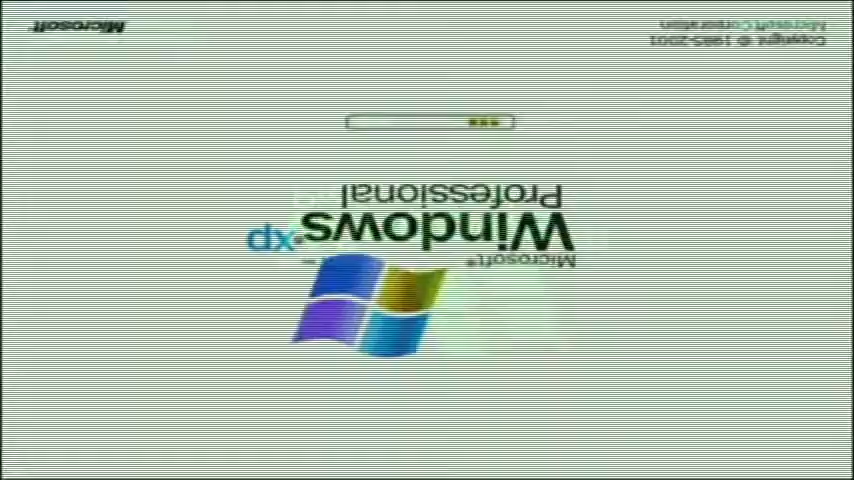 Microsoft®
Windows® xp
Professional
Copyright © 1985-2001
Microsoft Corporation
Microsoft®